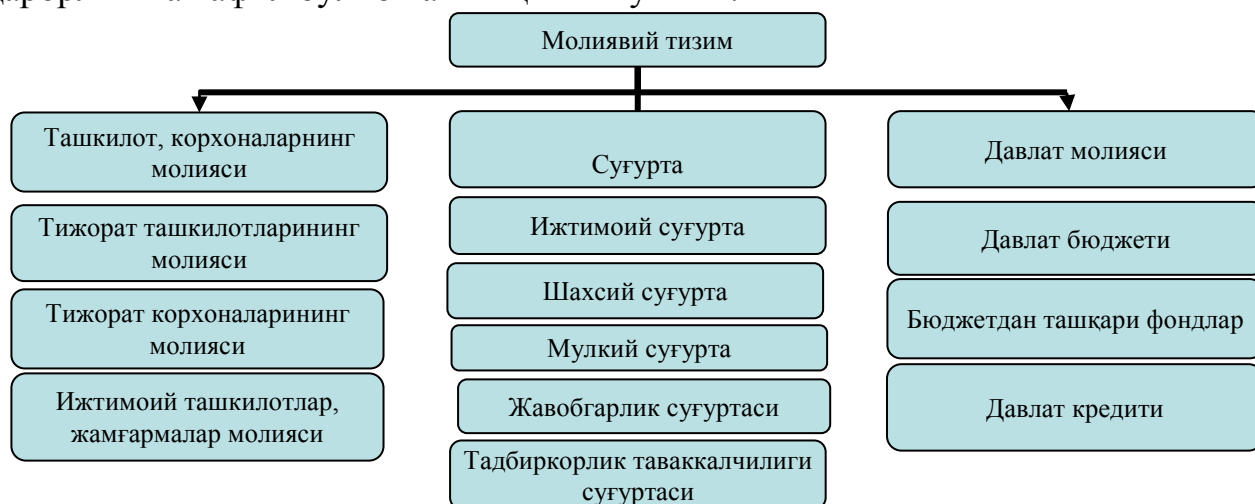 Молиявий тизим
Ташкилот, корхоналарнинг
молияси
Тижорат ташкилотларининг
молияси
Тижорат корхоналарининг
молияси
Ижтимоий ташкилотлар,
жамғармалар молияси
Суғурта
Ижтимоий суғурта
Шахсий суғурта
Мулкий суғурта
Жавобгарлик суғуртаси
Тадбиркорлик таваккалчилиги
суғуртаси
Давлат молияси
Давлат бюджети
Бюджетдан ташқари фондлар
Давлат кредити